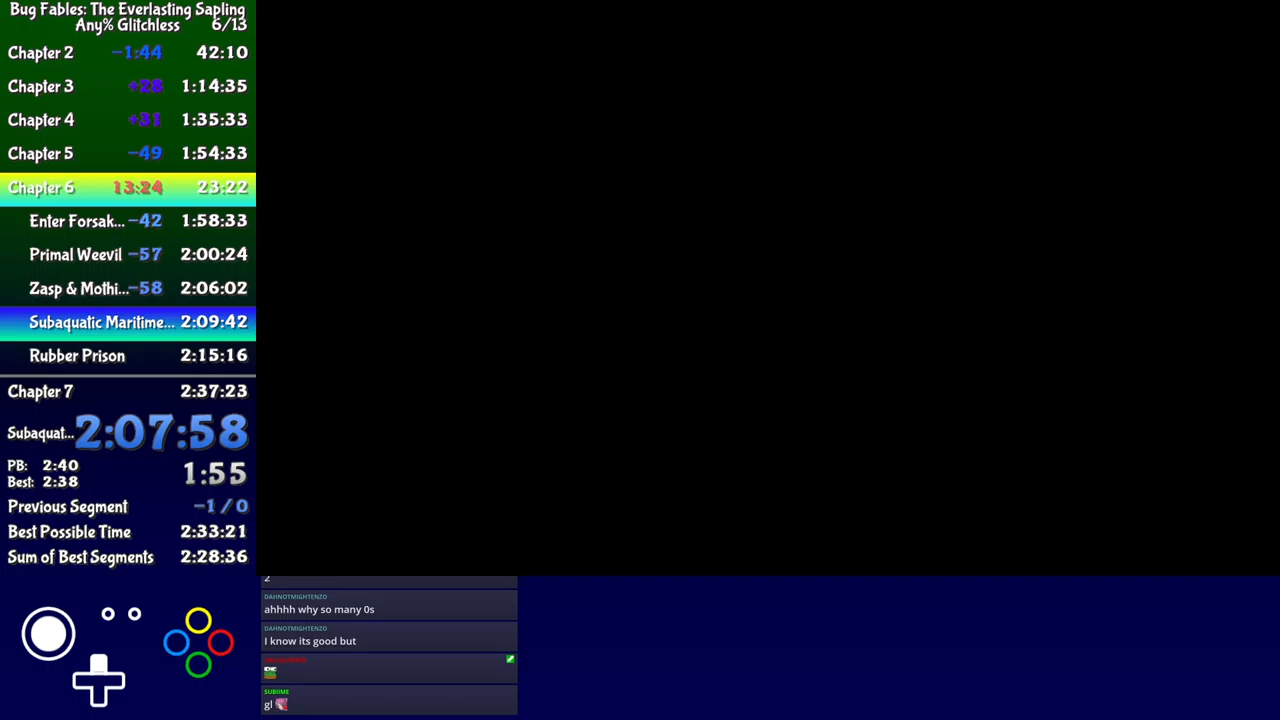 Bug Fables: The Everlasting Sapling
Any% Glitchless 6/13
Chapter 2 -1:44 42:10
Chapter 3 +28 1:14:35
Chapter 4 +31 1:35:33
Chapter 5 -49 1:54:33
Chapter 6 13:24 23:22
Enter Forsak... -42 1:58:33
Primal Weevil -57 2:00:24
Zasp & Mothi... -58 2:06:02
Subaquatic Maritime... 2:09:42
Rubber Prison 2:15:16
Chapter 7 2:37:23
Subaquat... 2:07:58
PB: 2:40
Best: 2:38
1:55
Previous Segment -1 / 0
Best Possible Time 2:33:21
Sum of Best Segments 2:28:36
2
DAHNOTMIGHTENZO
ahhhh why so many 0s
DAHNOTMIGHTENZO
I know its good but
SUBIIME
gl